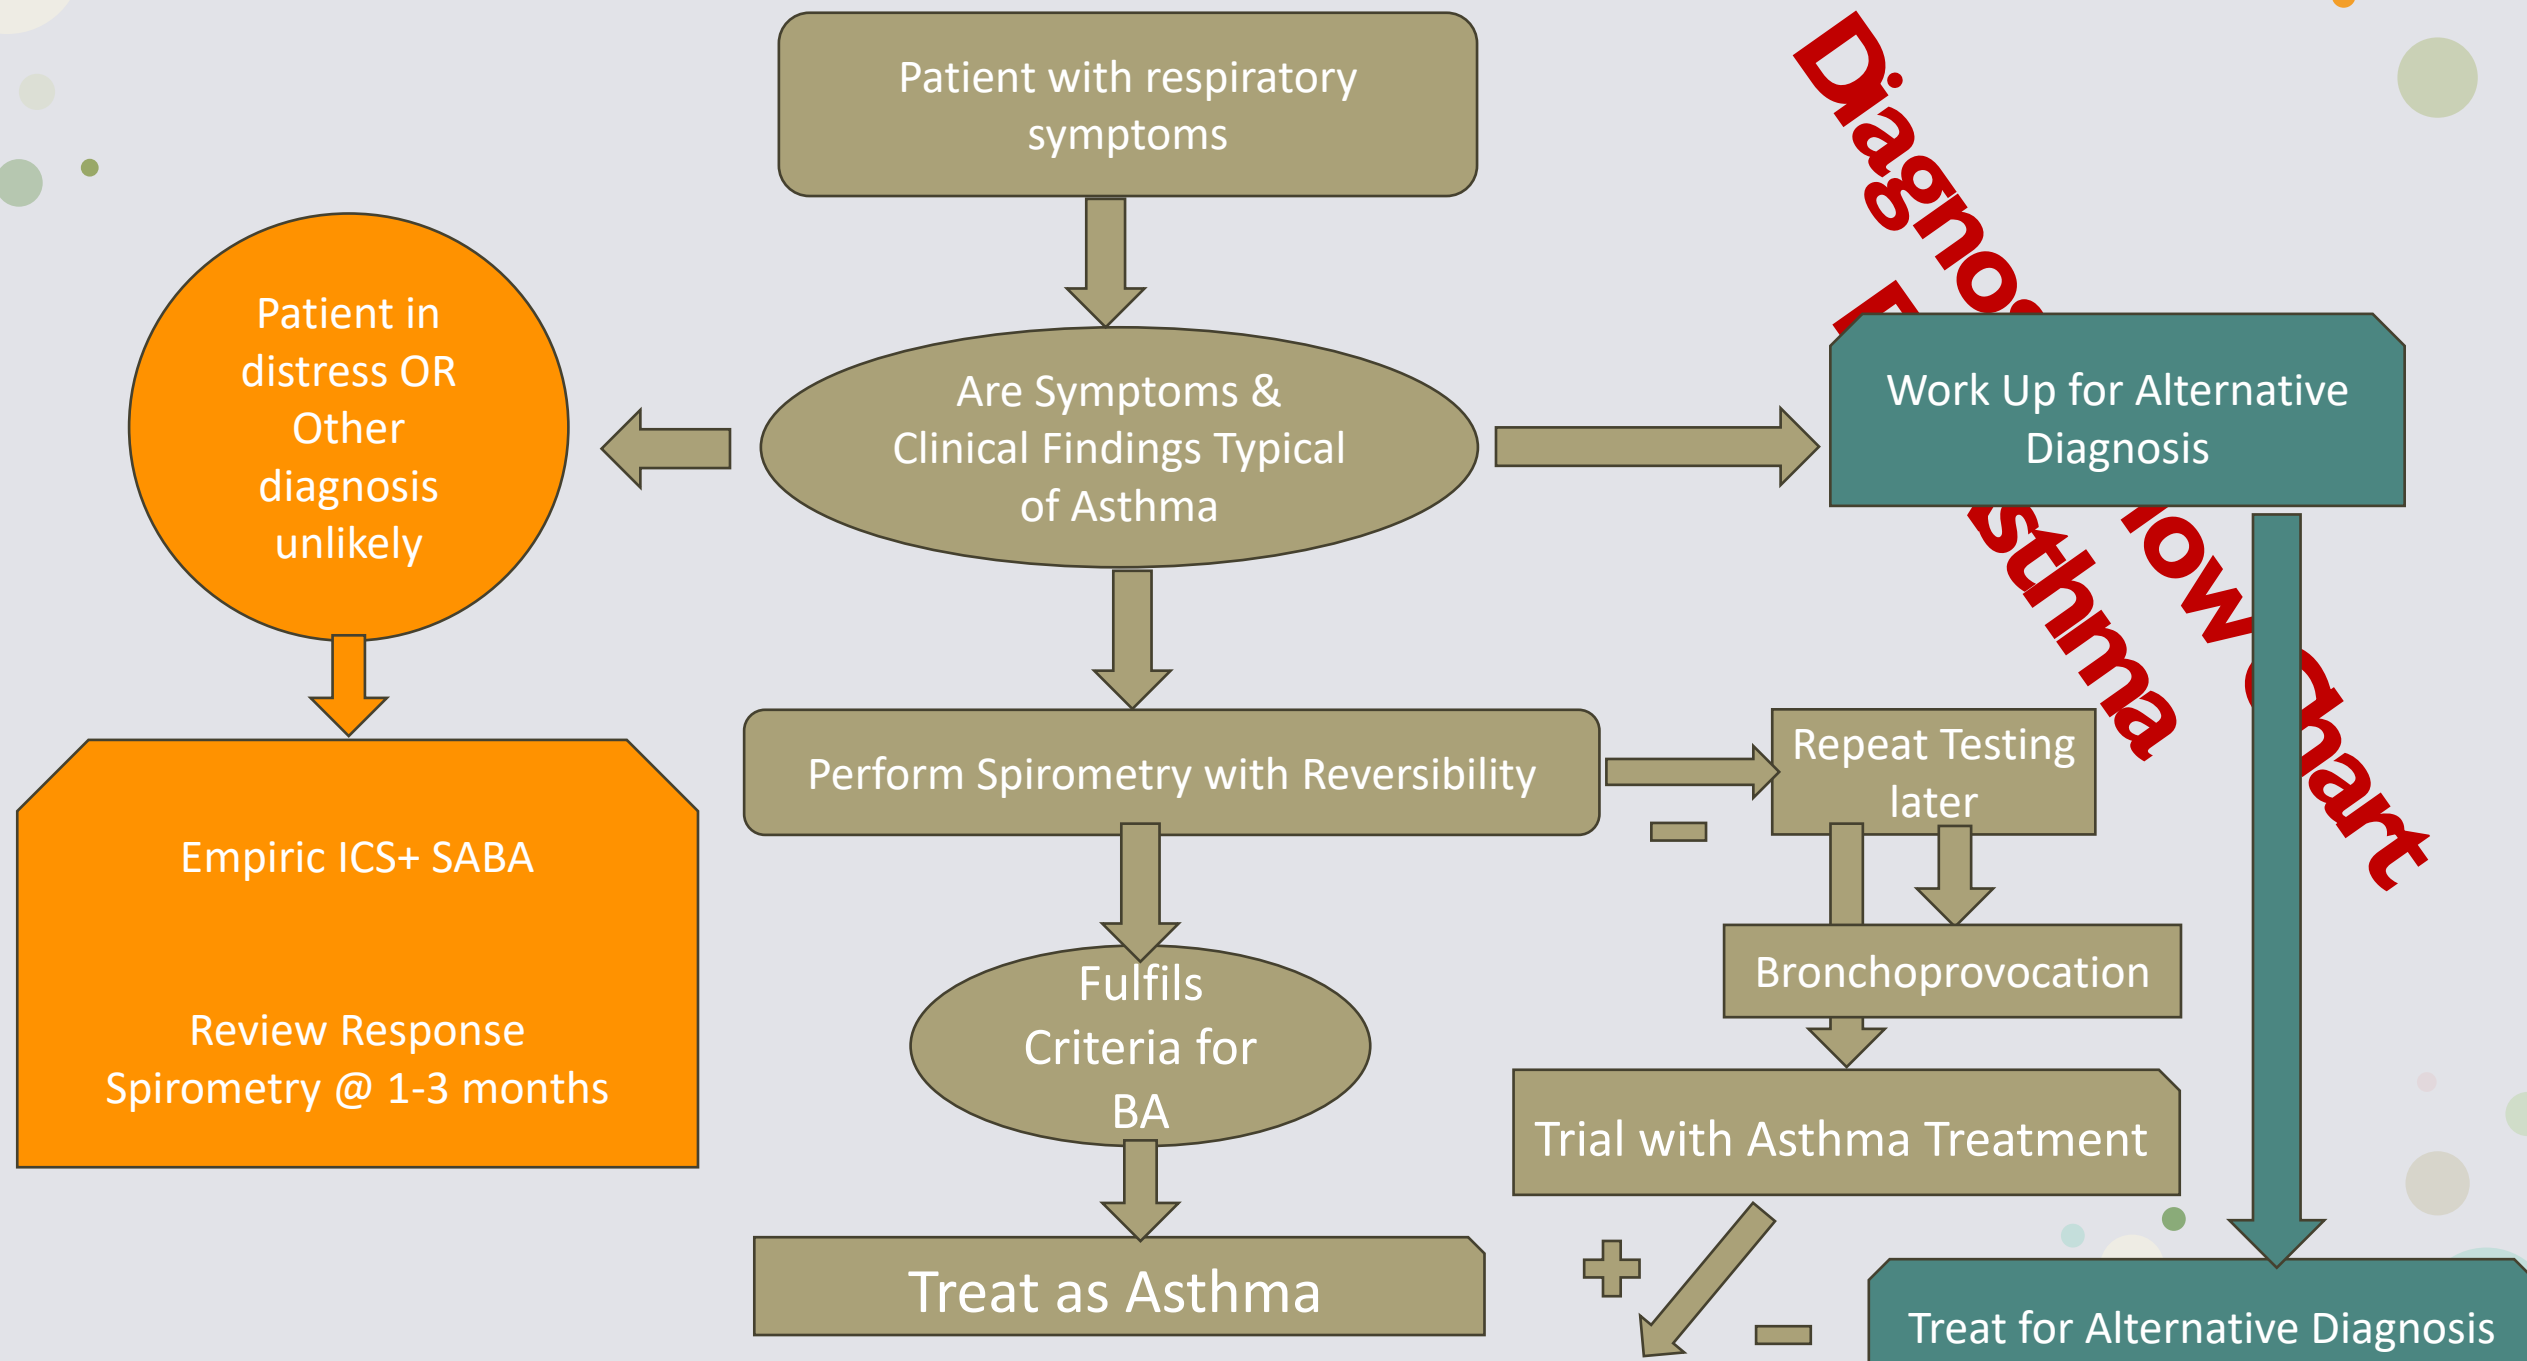 Patient with respiratory
symptoms
Patient in
distress OR
Other
diagnosis
unlikely
Are Symptoms &
Clinical Findings Typical
of Asthma
Work Up for Alternative
Diagnosis
Chart
Perform Spirometry with Reversibility
Repeat Testing
later
Empiric ICS+ SABA
Review Response
Spirometry @ 1-3 months
Fulfils
Criteria for
BA
Bronchoprovocation
Trial with Asthma Treatment
Treat as Asthma
Treat for Alternative Diagnosis